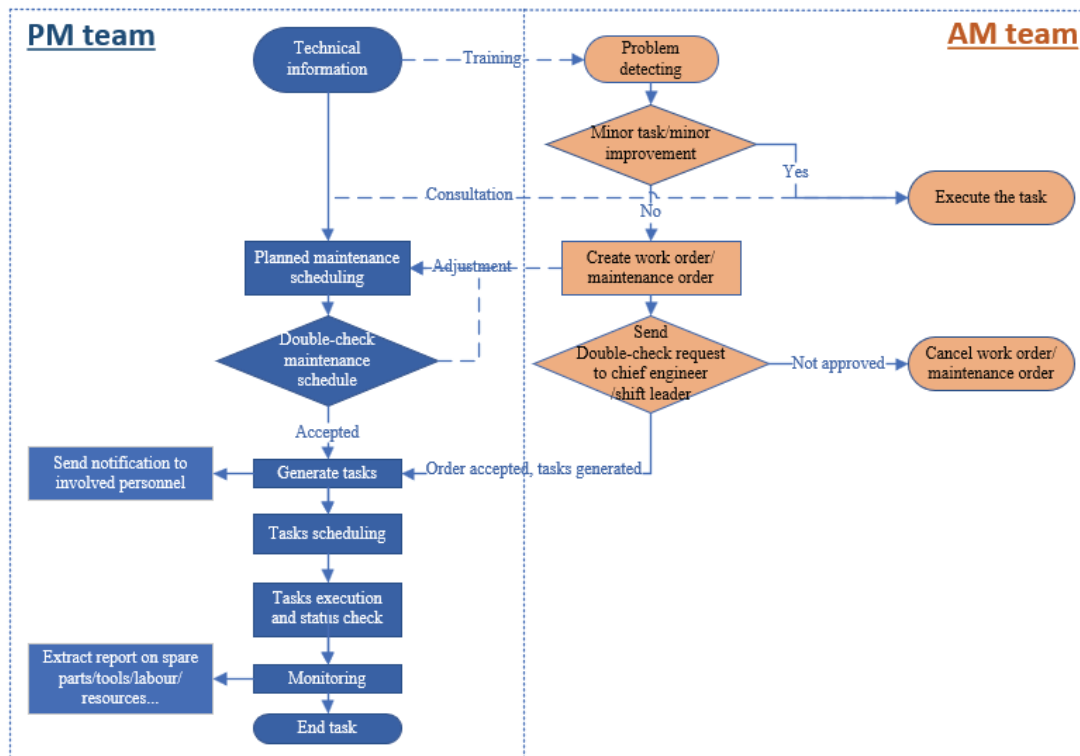 PM team
AM team
Technical
information
Training
Problem
detecting
Minor task/minor
improvement
Yes
Consultation
Execute the task
No
Planned maintenance
scheduling
Adjustment
Create work order/
maintenance order
Double-check
maintenance
schedule
Send
Double-check request
to chief engineer
/shift leader
Not approved
Cancel work order/
maintenance order
Accepted
Send notification to
involved personnel
Generate tasks
Order accepted, tasks generated
Tasks scheduling
Tasks execution
and status check
Extract report on spare
parts/tools/labour/
resources...
Monitoring
End task